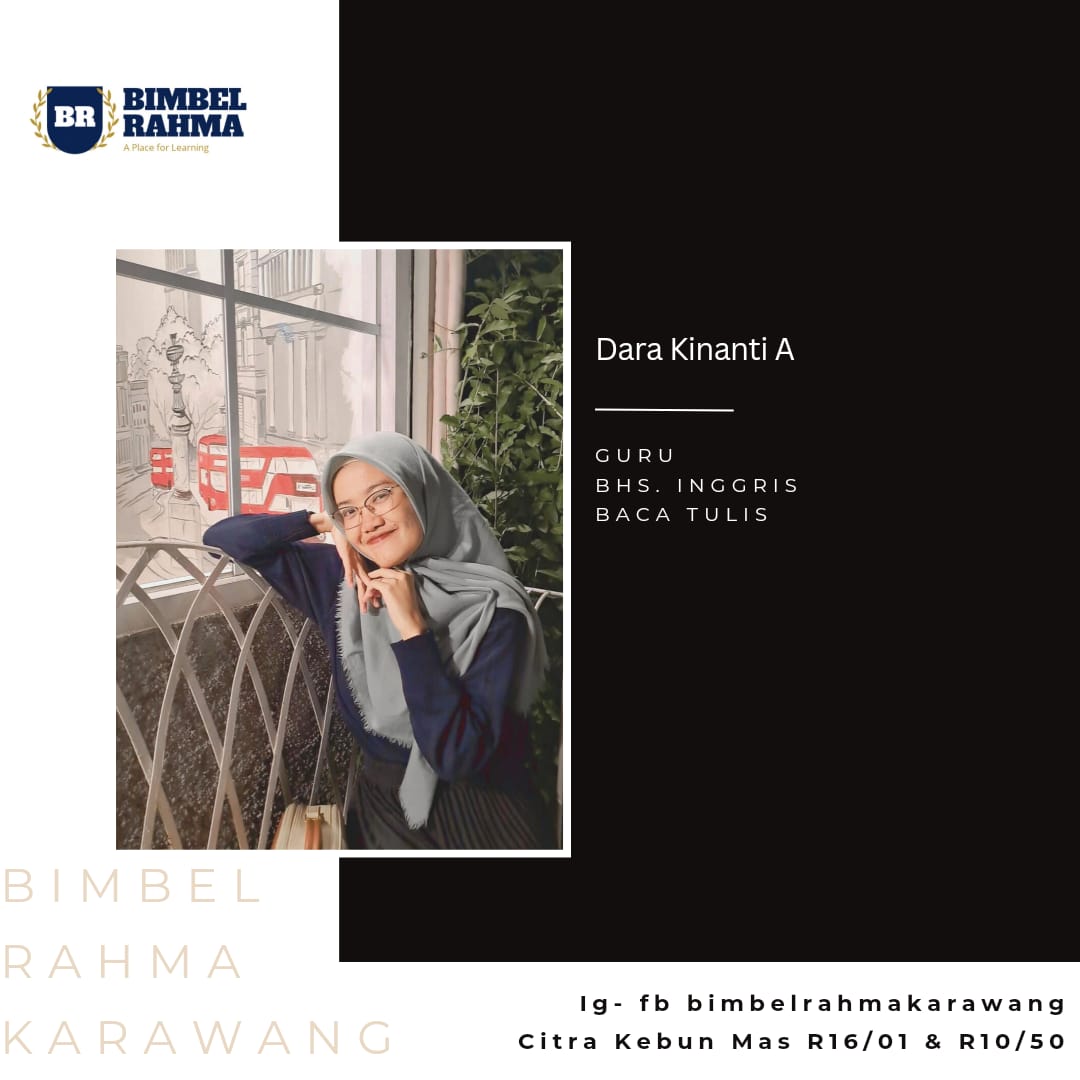 BR
BIMBEL
RAHMA
A Place for Learning
Dara Kinanti A
GURU
BHS. INGGRIS
BACA TULIS
BIMBEL
RAHMA
KARAWANG
Ig- fb bimbelrahmakarawang
Citra Kebun Mas R16/01 & R10/50